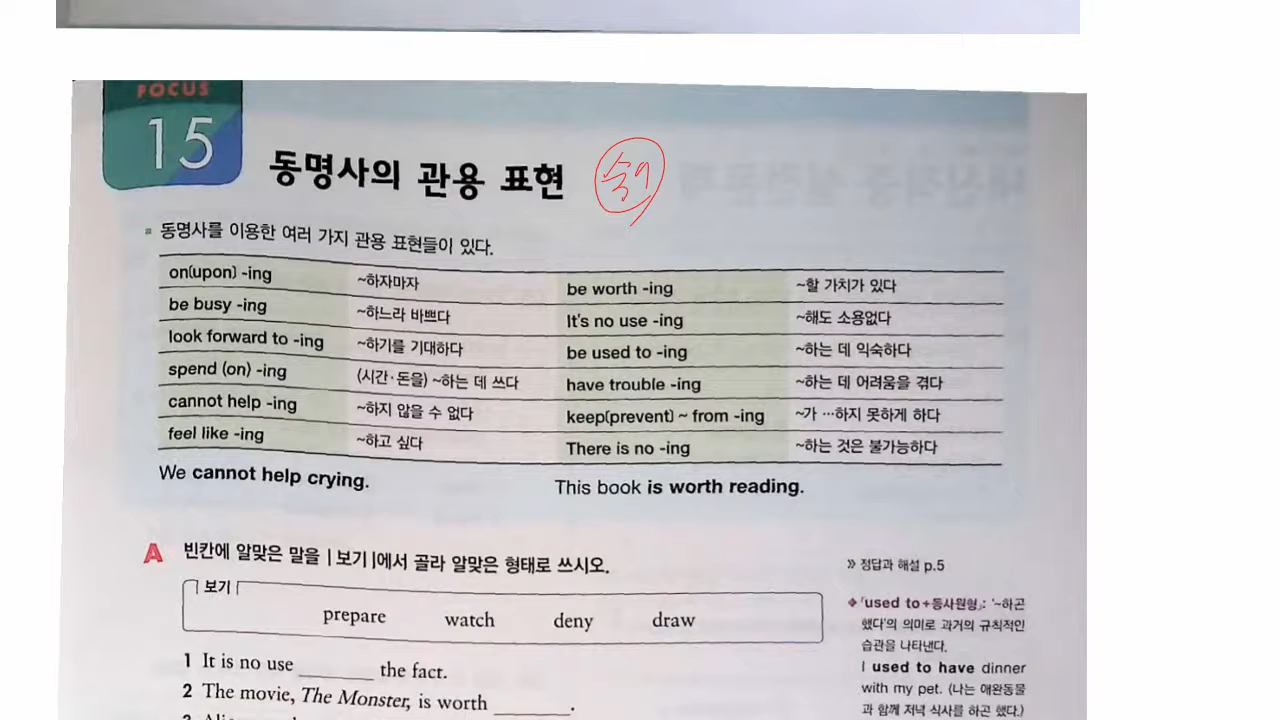 FOCUS
15
동명사의 관용 표현
동명사를 이용한 여러 가지 관용 표현들이 있다.
on(upon) -ing ~하자마자 be worth -ing ~할 가치가 있다
be busy -ing ~하느라 바쁘다 It's no use -ing ~해도 소용없다
look forward to -ing ~하기를 기대하다 be used to -ing ~하는 데 익숙하다
spend (on) -ing (시간·돈을) ~하는 데 쓰다 have trouble -ing ~하는 데 어려움을 겪다
cannot help -ing ~하지 않을 수 없다 keep(prevent) ~ from -ing ~가 …하지 못하게 하다
feel like -ing ~하고 싶다 There is no -ing ~하는 것은 불가능하다
We cannot help crying. This book is worth reading.
A 빈칸에 알맞은 말을 |보기|에서 골라 알맞은 형태로 쓰시오.
보기
prepare watch deny draw
1 It is no use ________ the fact.
2 The movie, The Monster, is worth ________.
» 정답과 해설 p.5
❖ 「used to+동사원형」: '~하곤
했다'의 의미로 과거의 규칙적인
습관을 나타낸다.
I used to have dinner
with my pet. (나는 애완동물
과 함께 저녁 식사를 하곤 했다.)